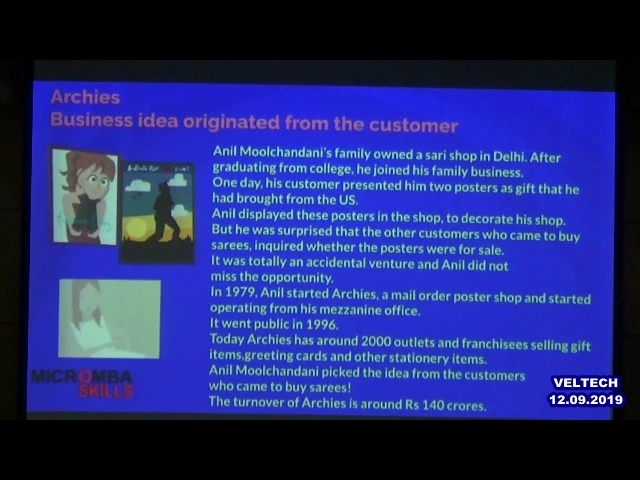 Archies
Business idea originated from the customer
Anil Moolchandani's family owned a sari shop in Delhi. After
graduating from college, he joined his family business.
One day, his customer presented him two posters as gift that he
had brought from the US.
Anil displayed these posters in the shop, to decorate his shop.
But he was surprised that the other customers who came to buy
sarees, inquired whether the posters were for sale.
It was totally an accidental venture and Anil did not
miss the opportunity.
In 1979, Anil started Archies, a mail order poster shop and started
operating from his mezzanine office.
It went public in 1996.
Today Archies has around 2000 outlets and franchisees selling gift
items,greeting cards and other stationery items.
Anil Moolchandani picked the idea from the customers
who came to buy sarees!
The turnover of Archies is around Rs 140 crores.
MICROMBA
SKILLS
VELTECH
12.09.2019